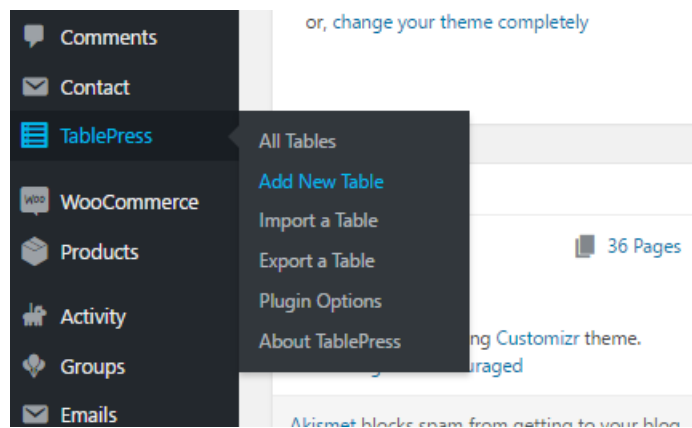 Comments
Contact
TablePress
WOO WooCommerce
Products
Activity
Groups
Emails
All Tables
Add New Table
Import a Table
Export a Table
Plugin Options
About TablePress
or, change your theme completely
36 Pages
Customizr theme.
Akismet blocks spam from getting to your blog